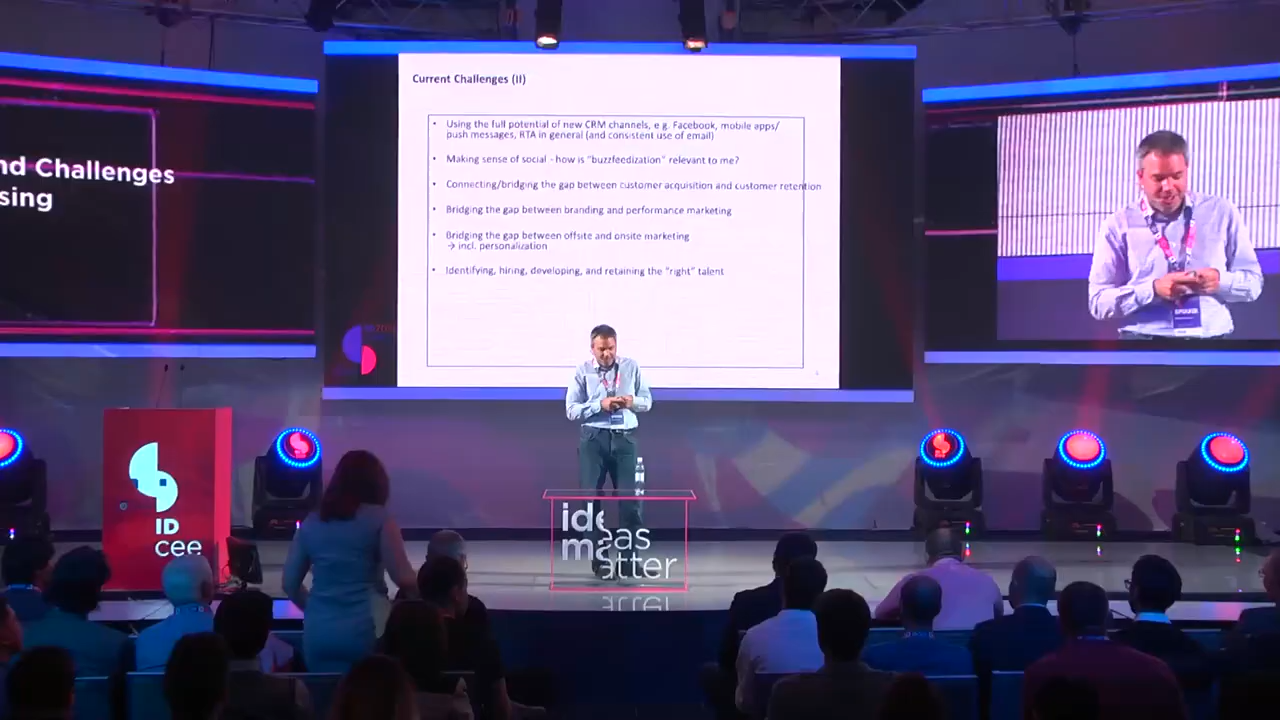 nd Challenges
sing
Current Challenges (II)
• Using the full potential of new CRM channels, e.g. Facebook, mobile apps/
push messages, RTA in general (and consistent use of email)
• Making sense of social - how is "buzzfeedization" relevant to me?
• Connecting/bridging the gap between customer acquisition and customer retention
• Bridging the gap between branding and performance marketing
• Bridging the gap between offsite and onsite marketing
→ incl. personalization
• Identifying, hiring, developing, and retaining the "right" talent
SPEAKER
ID
cee
ideas
matter